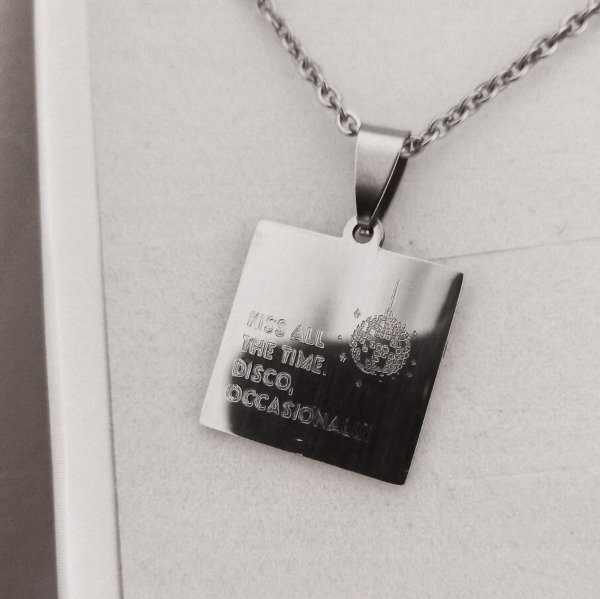 KISS ALL
THE TIME.
DISCO,
OCCASIONALLY